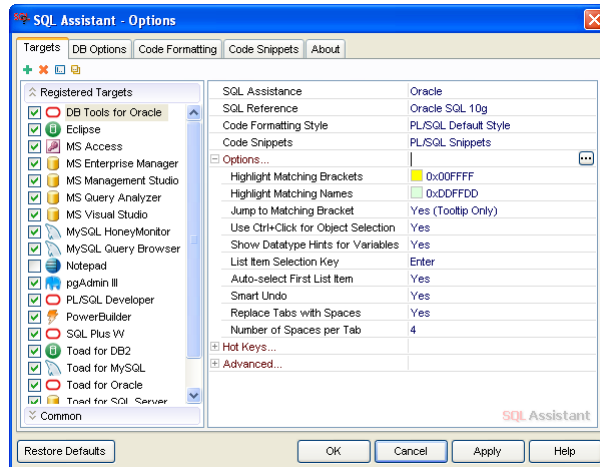 SQL Assistant - Options
Targets DB Options Code Formatting Code Snippets About
Registered Targets
DB Tools for Oracle
Eclipse
MS Access
MS Enterprise Manager
MS Management Studio
MS Query Analyzer
MS Visual Studio
MySQL HoneyMonitor
MySQL Query Browser
Notepad
pgAdmin III
PL/SQL Developer
PowerBuilder
SQL Plus W
Toad for DB2
Toad for MySQL
Toad for Oracle
Toad for SQL Server
Common
SQL Assistance Oracle
SQL Reference Oracle SQL 10g
Code Formatting Style PL/SQL Default Style
Code Snippets PL/SQL Snippets
Options...
Highlight Matching Brackets 0x00FFFF
Highlight Matching Names 0xDDFFDD
Jump to Matching Bracket Yes (Tooltip Only)
Use Ctrl+Click for Object Selection Yes
Show Datatype Hints for Variables Yes
List Item Selection Key Enter
Auto-select First List Item Yes
Smart Undo Yes
Replace Tabs with Spaces Yes
Number of Spaces per Tab 4
Hot Keys...
Advanced...
SQL Assistant
Restore Defaults OK Cancel Apply Help